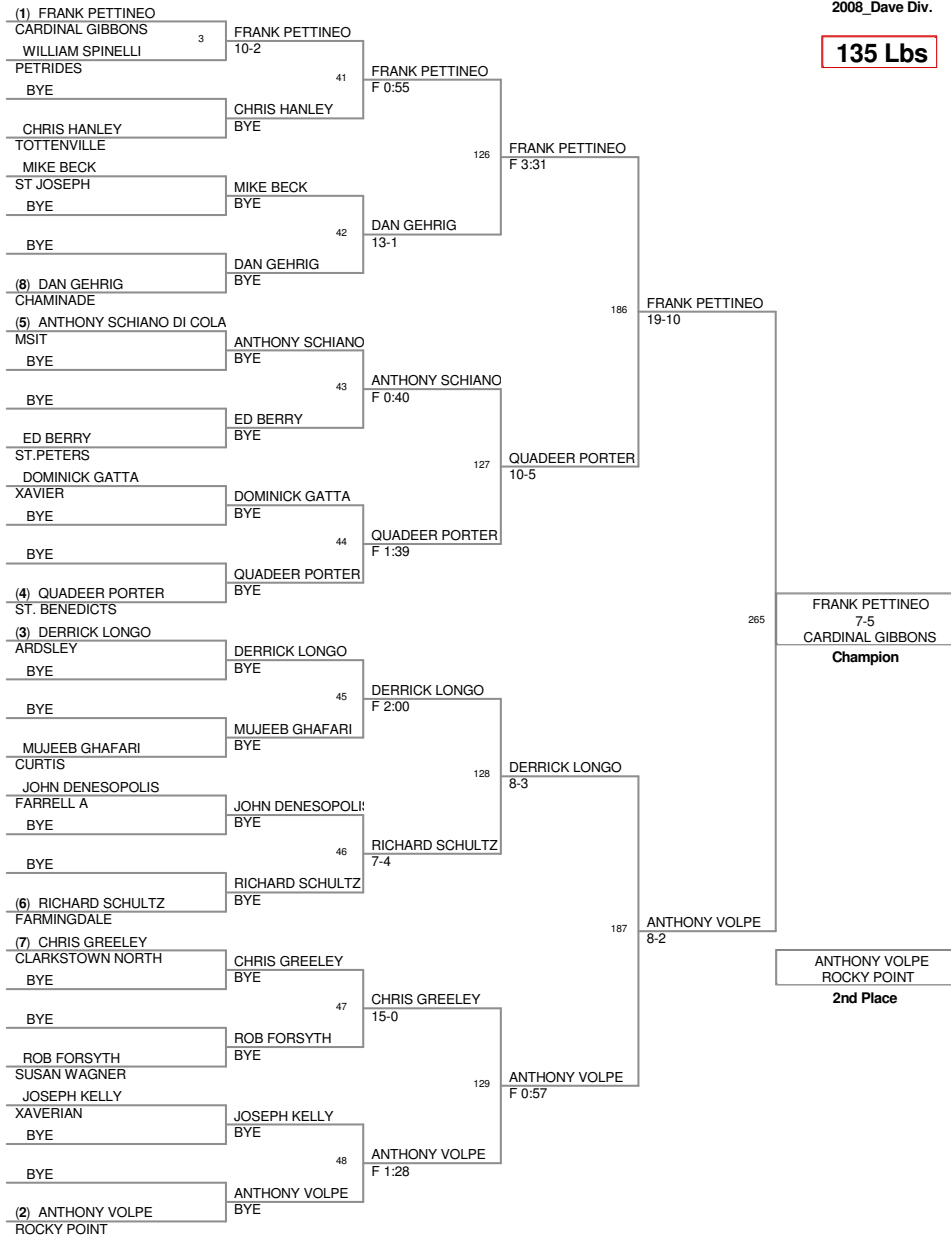 2008_Dave Div.
135 Lbs
(1) FRANK PETTINEO
CARDINAL GIBBONS
WILLIAM SPINELLI
PETRIDES
BYE
CHRIS HANLEY
TOTTENVILLE
MIKE BECK
ST JOSEPH
BYE
BYE
(8) DAN GEHRIG
CHAMINADE
(5) ANTHONY SCHIANO DI COLA
MSIT
BYE
BYE
ED BERRY
ST.PETERS
DOMINICK GATTA
XAVIER
BYE
BYE
(4) QUADEER PORTER
ST. BENEDICTS
(3) DERRICK LONGO
ARDSLEY
BYE
BYE
MUJEEB GHAFARI
CURTIS
JOHN DENESOPOLIS
FARRELL A
BYE
BYE
(6) RICHARD SCHULTZ
FARMINGDALE
(7) CHRIS GREELEY
CLARKSTOWN NORTH
BYE
BYE
ROB FORSYTH
SUSAN WAGNER
JOSEPH KELLY
XAVERIAN
BYE
BYE
(2) ANTHONY VOLPE
ROCKY POINT
3
FRANK PETTINEO
10-2
CHRIS HANLEY
BYE
MIKE BECK
BYE
DAN GEHRIG
BYE
ANTHONY SCHIANO
BYE
ED BERRY
BYE
DOMINICK GATTA
BYE
QUADEER PORTER
BYE
DERRICK LONGO
BYE
MUJEEB GHAFARI
BYE
JOHN DENESOPOLIS
BYE
RICHARD SCHULTZ
BYE
CHRIS GREELEY
BYE
ROB FORSYTH
BYE
JOSEPH KELLY
BYE
ANTHONY VOLPE
BYE
41
FRANK PETTINEO
F 0:55
42
DAN GEHRIG
13-1
43
ANTHONY SCHIANO
F 0:40
44
QUADEER PORTER
F 1:39
45
DERRICK LONGO
F 2:00
46
RICHARD SCHULTZ
7-4
47
CHRIS GREELEY
15-0
48
ANTHONY VOLPE
F 1:28
126
FRANK PETTINEO
F 3:31
127
QUADEER PORTER
10-5
128
DERRICK LONGO
8-3
129
ANTHONY VOLPE
F 0:57
186
FRANK PETTINEO
19-10
187
ANTHONY VOLPE
8-2
265
FRANK PETTINEO
7-5
CARDINAL GIBBONS
Champion
ANTHONY VOLPE
ROCKY POINT
2nd Place